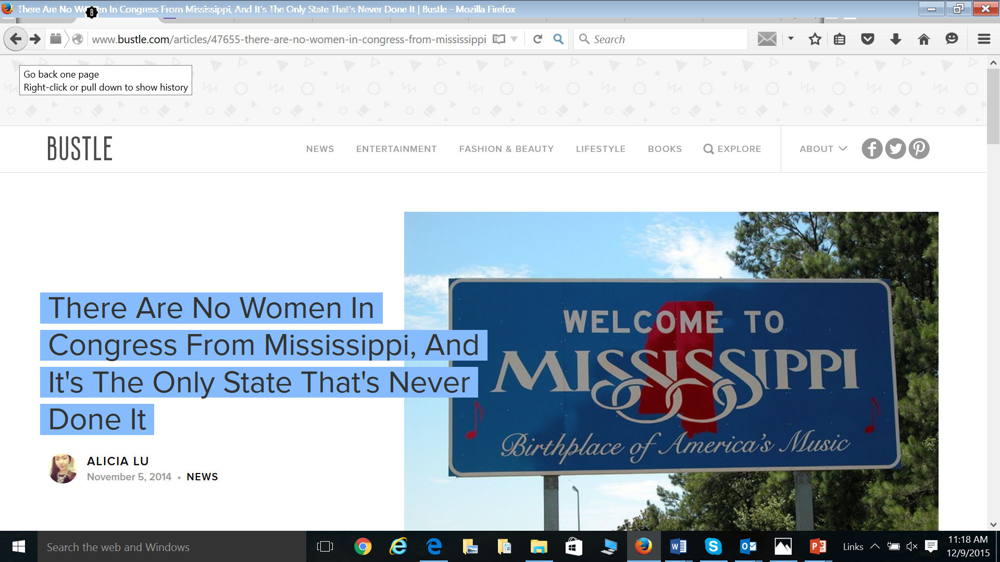 There Are No Women In Congress From Mississippi, And It's The Only State That's Never Done It | Bustle - Mozilla Firefox
www.bustle.com/articles/47655-there-are-no-women-in-congress-from-mississippi
Search
Go back one page
Right-click or pull down to show history
BUSTLE
NEWS
ENTERTAINMENT
FASHION & BEAUTY
LIFESTYLE
BOOKS
EXPLORE
ABOUT
There Are No Women In
Congress From Mississippi, And
It's The Only State That's Never
Done It
ALICIA LU
November 5, 2014 • NEWS
WELCOME TO
MISSISSIPPI
Birthplace of America's Music
Search the web and Windows
Links
11:18 AM
12/9/2015